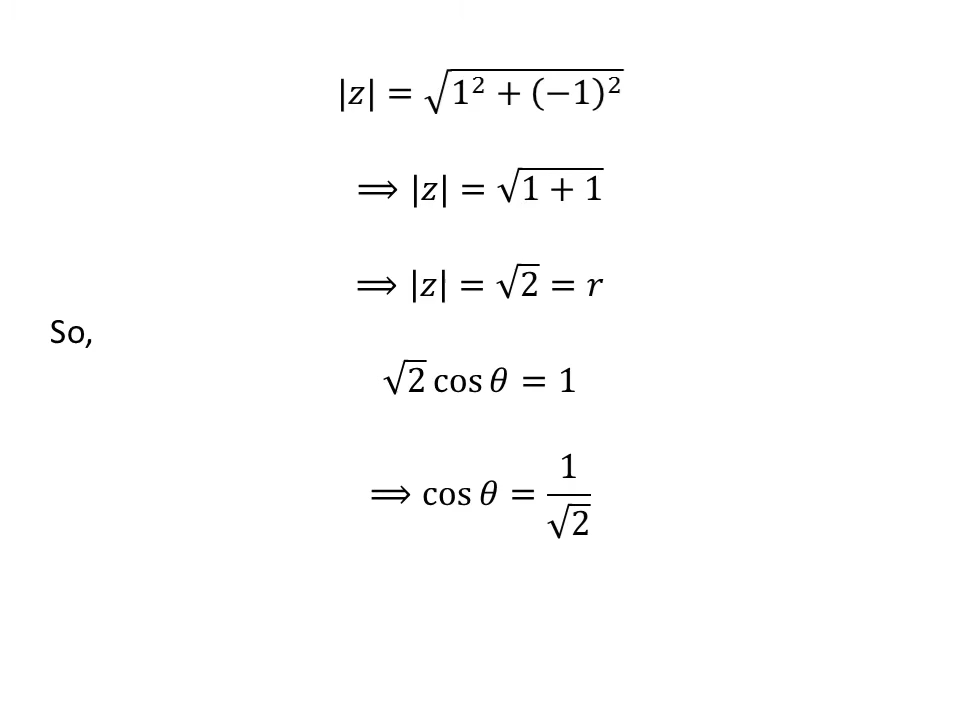 |𝑧| = √(1² + (−1)²)
⟹ |𝑧| = √(1 + 1)
⟹ |𝑧| = √2 = 𝑟
So,
√2 cos 𝜃 = 1
⟹ cos 𝜃 = 1/√2